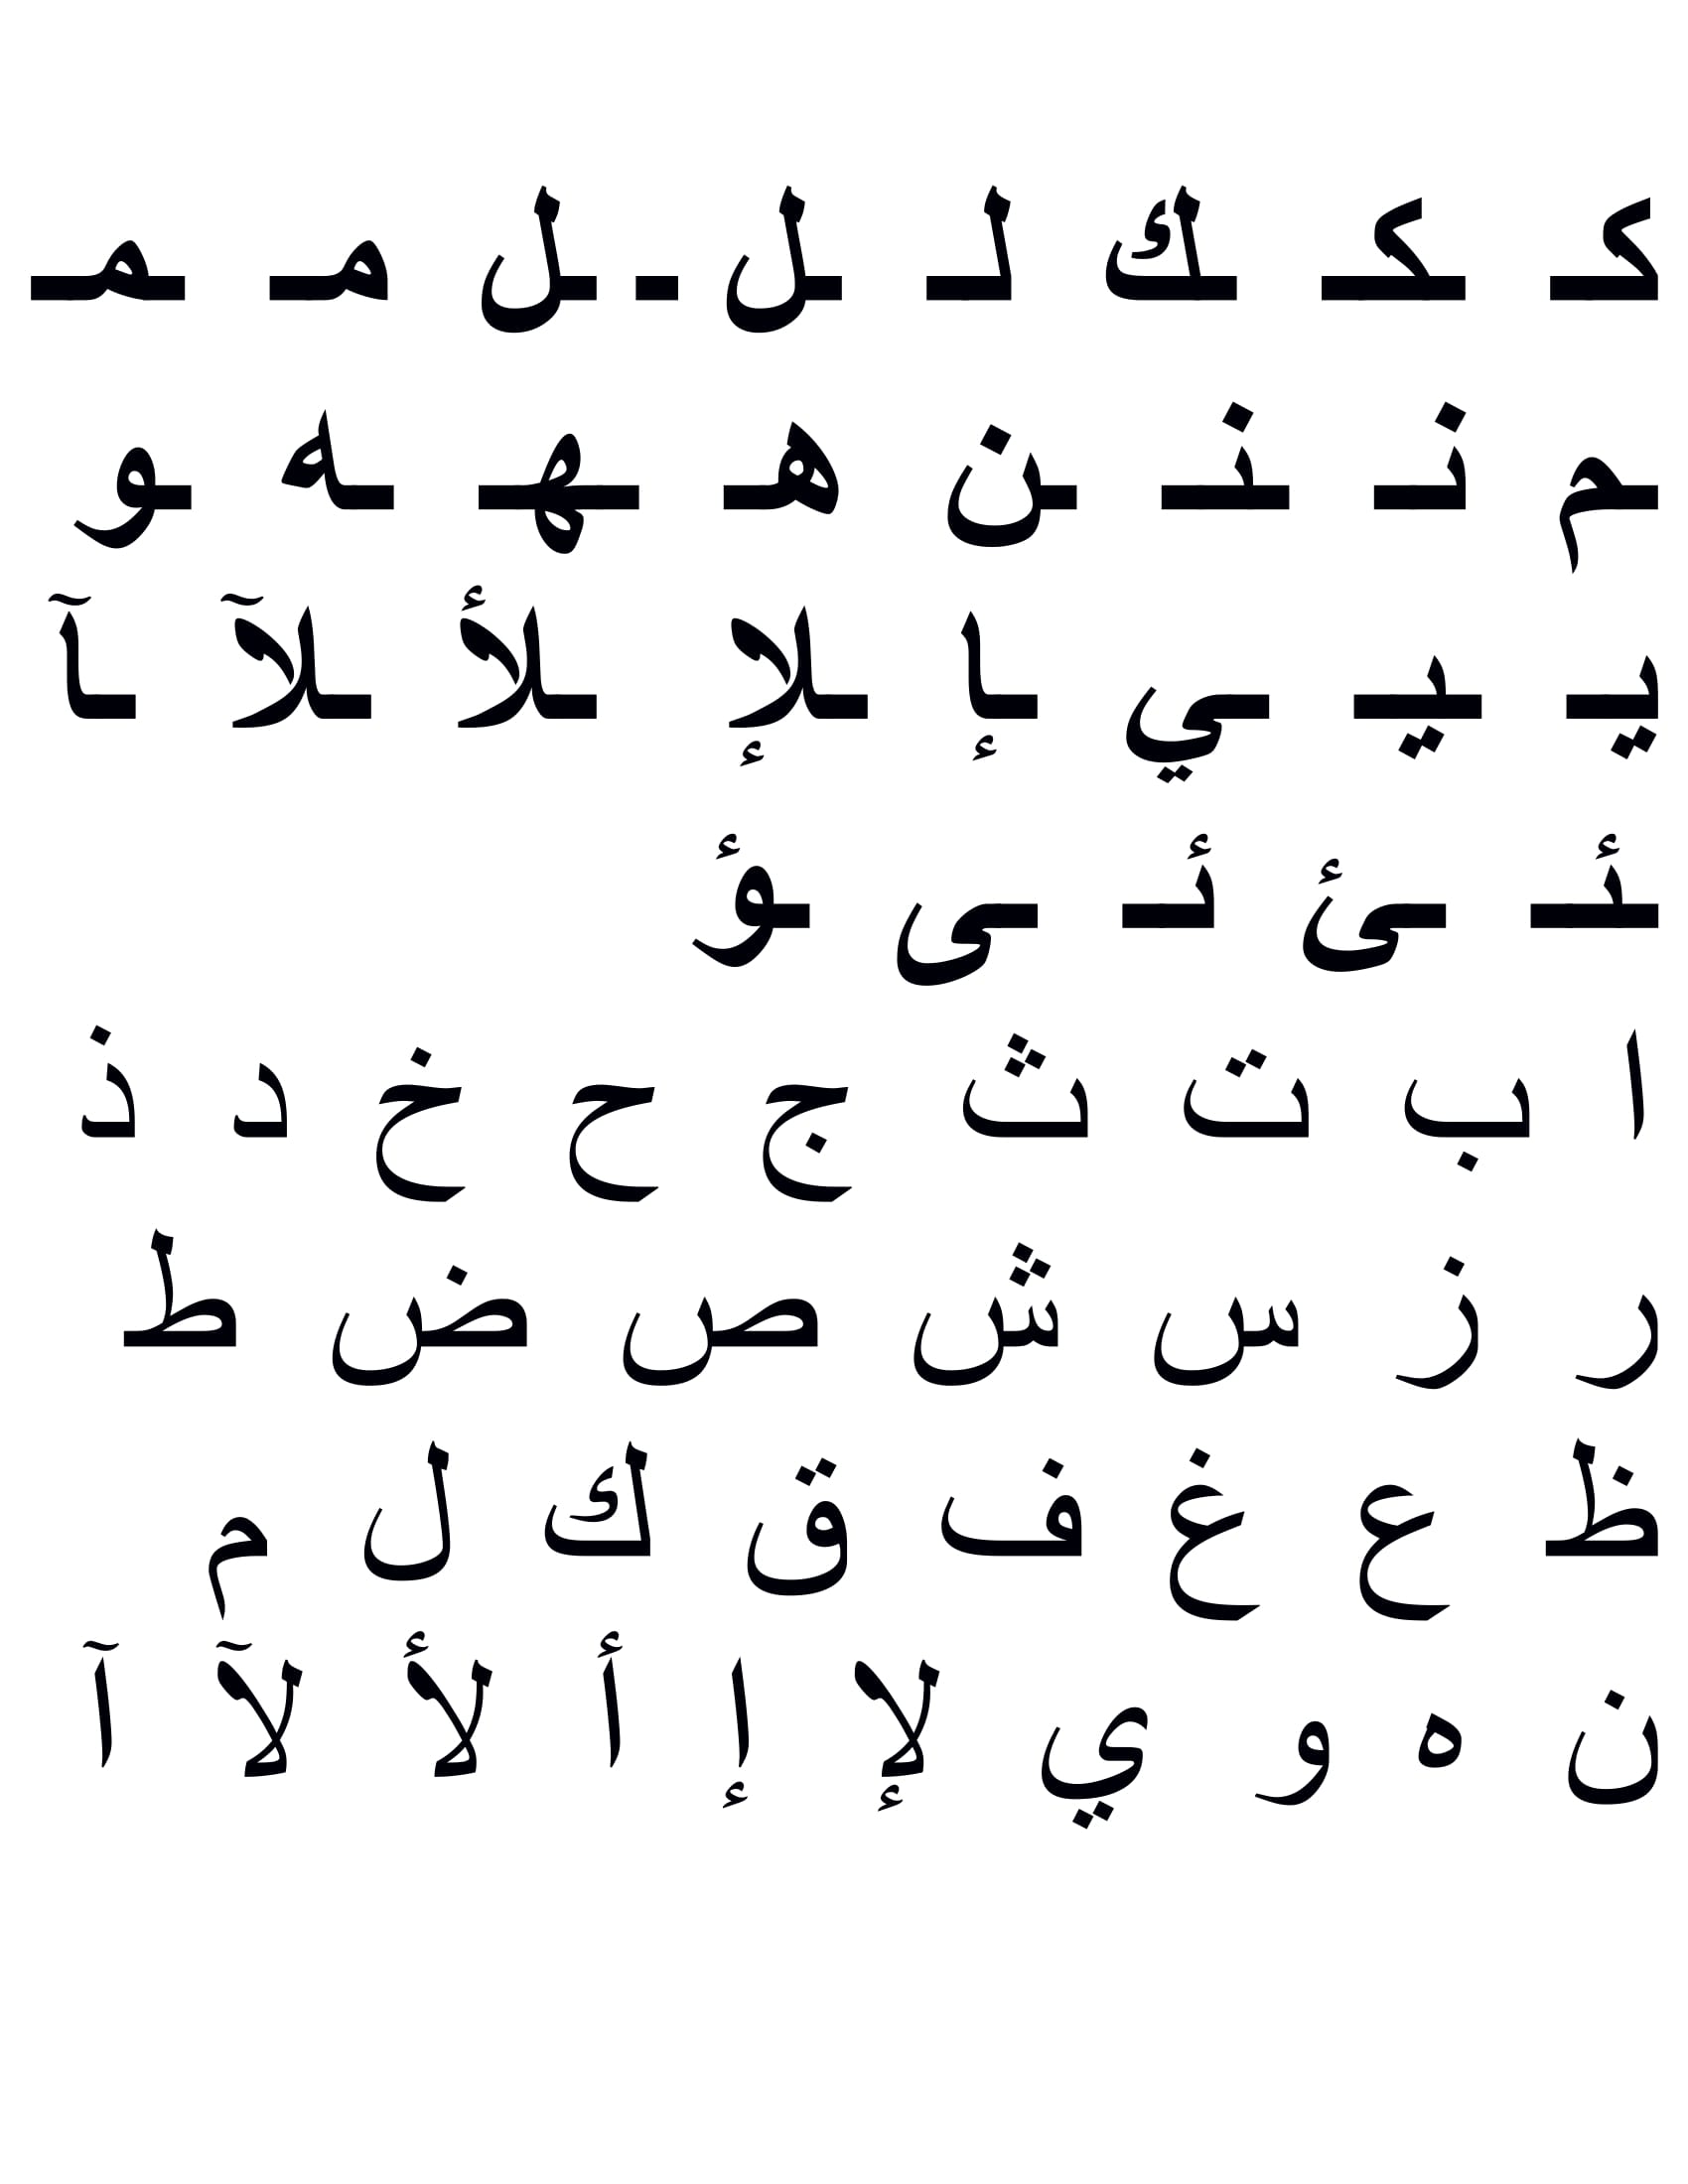 كـ ـكـ ـك لـ ـل ـ ـل مـ ـمـ
ـم نـ ـنـ ـن هـ ـهـ ـه ـو
يـ ـيـ ـي ـإ ـلإ ـلأ ـلآ ـآ
ـئـ ـئ ئـ ـى ـؤ
ا ب ت ث ج ح خ د ذ
ر ز س ش ص ض ط
ظ ع غ ف ق ك ل م
ن ه و ي لإ إ أ لأ لآ آ